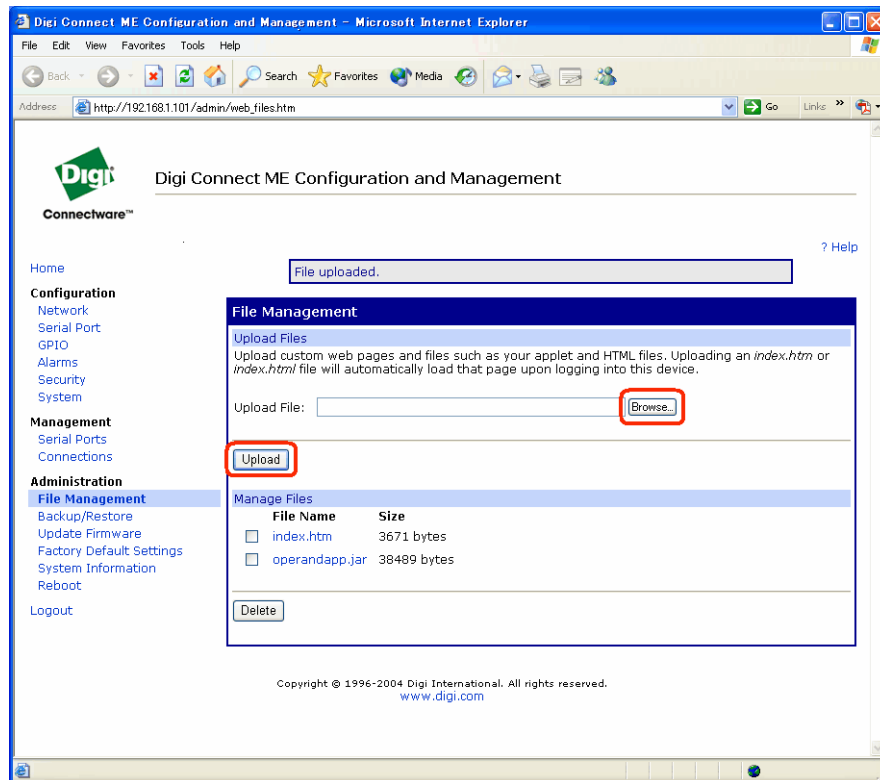 Digi Connect ME Configuration and Management - Microsoft Internet Explorer
File Edit View Favorites Tools Help
Back Search Favorites Media
Address http://192.168.1.101/admin/web_files.htm Go Links »
Digi
Connectware™
Digi Connect ME Configuration and Management
? Help
File uploaded.
Home
Configuration
Network
Serial Port
GPIO
Alarms
Security
System
Management
Serial Ports
Connections
Administration
File Management
Backup/Restore
Update Firmware
Factory Default Settings
System Information
Reboot
Logout
File Management
Upload Files
Upload custom web pages and files such as your applet and HTML files. Uploading an index.htm or
index.html file will automatically load that page upon logging into this device.
Upload File: Browse...
Upload
Manage Files
File Name Size
index.htm 3671 bytes
operandapp.jar 38489 bytes
Delete
Copyright © 1996-2004 Digi International. All rights reserved.
www.digi.com